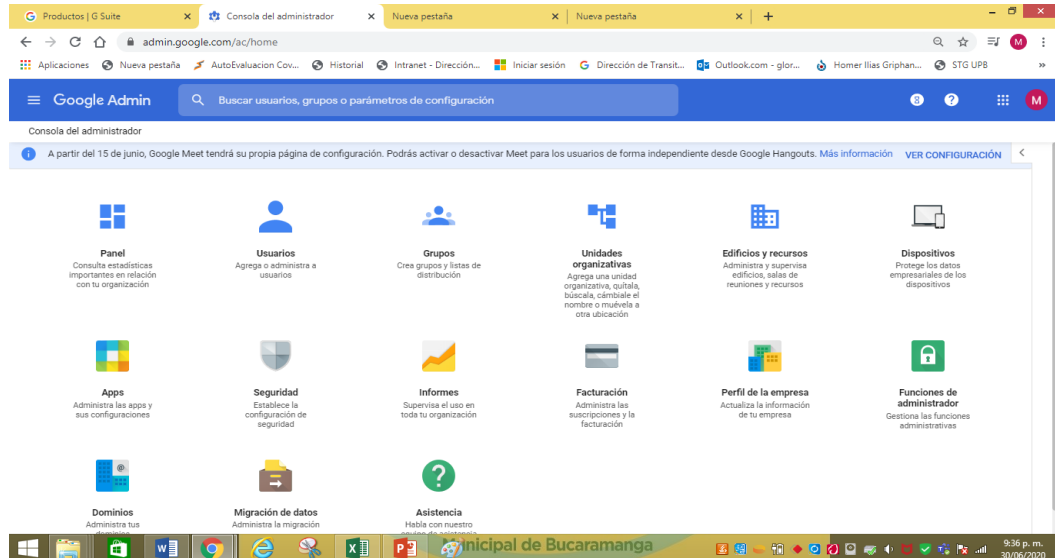 Productos | G Suite
Consola del administrador
Nueva pestaña
Nueva pestaña
admin.google.com/ac/home
M
Aplicaciones
Nueva pestaña
AutoEvaluacion Cov...
Historial
Intranet - Dirección...
Iniciar sesión
Dirección de Transit...
Outlook.com - glor...
Homer Ilias Griphan...
STG UPB
Google Admin
Buscar usuarios, grupos o parámetros de configuración
8
?
M
Consola del administrador
A partir del 15 de junio, Google Meet tendrá su propia página de configuración. Podrás activar o desactivar Meet para los usuarios de forma independiente desde Google Hangouts. Más información
VER CONFIGURACIÓN
Panel
Consulta estadísticas
importantes en relación
con tu organización
Usuarios
Agrega o administra a
usuarios
Grupos
Crea grupos y listas de
distribución
Unidades
organizativas
Agrega una unidad
organizativa, quítala,
búscala, cámbiale el
nombre o muévela a
otra ubicación
Edificios y recursos
Administra y supervisa
edificios, salas de
reuniones y recursos
Dispositivos
Protege los datos
empresariales de los
dispositivos
Apps
Administra las apps y
sus configuraciones
Seguridad
Establece la
configuración de
seguridad
Informes
Supervisa el uso en
toda tu organización
Facturación
Administra las
suscripciones y la
facturación
Perfil de la empresa
Actualiza la información
de tu empresa
Funciones de
administrador
Gestiona las funciones
administrativas
Dominios
Administra tus
Migración de datos
Administra la migración
Asistencia
Habla con nuestro
nicipal de Bucaramanga
9:36 p. m.
30/06/2020